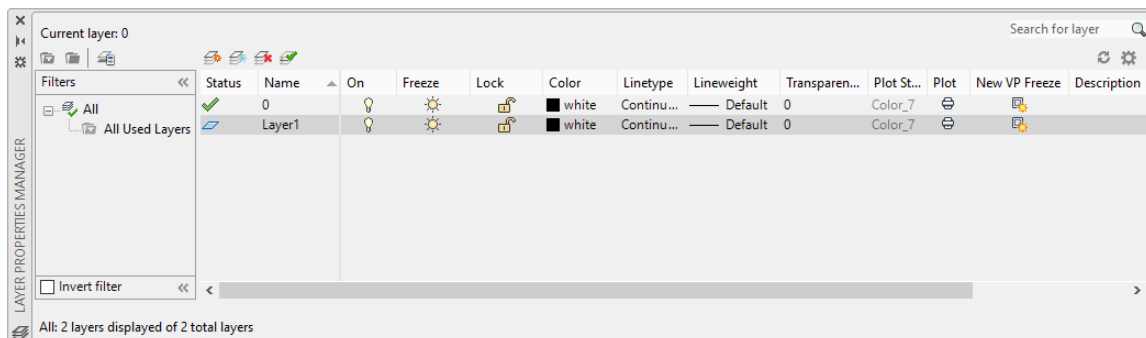 Current layer: 0
Search for layer
Filters
Status Name On Freeze Lock Color Linetype Lineweight Transparen... Plot St... Plot New VP Freeze Description
All
All Used Layers
0 white Continu... Default 0 Color_7
Layer1 white Continu... Default 0 Color_7
LAYER PROPERTIES MANAGER
Invert filter
All: 2 layers displayed of 2 total layers